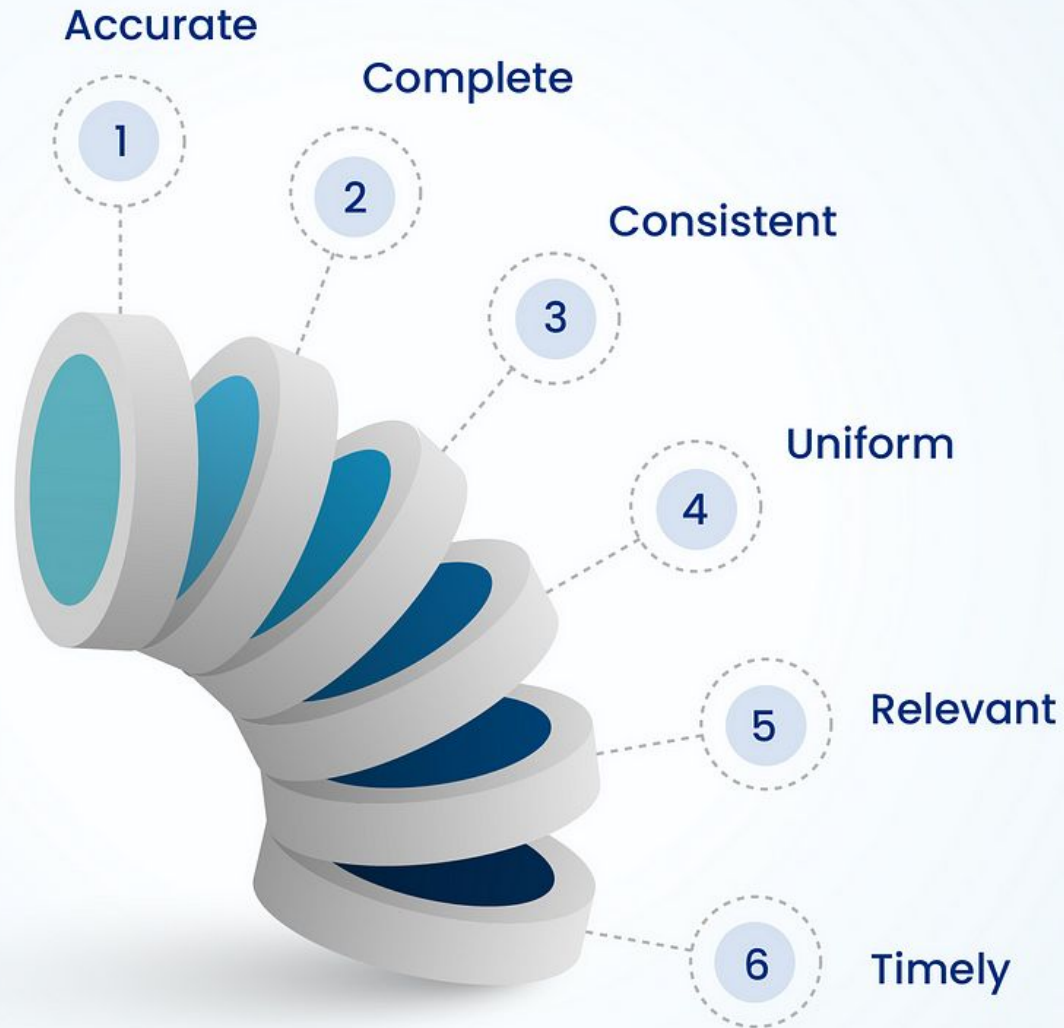 Accurate
1
Complete
2
Consistent
3
Uniform
4
Relevant
5
Timely
6